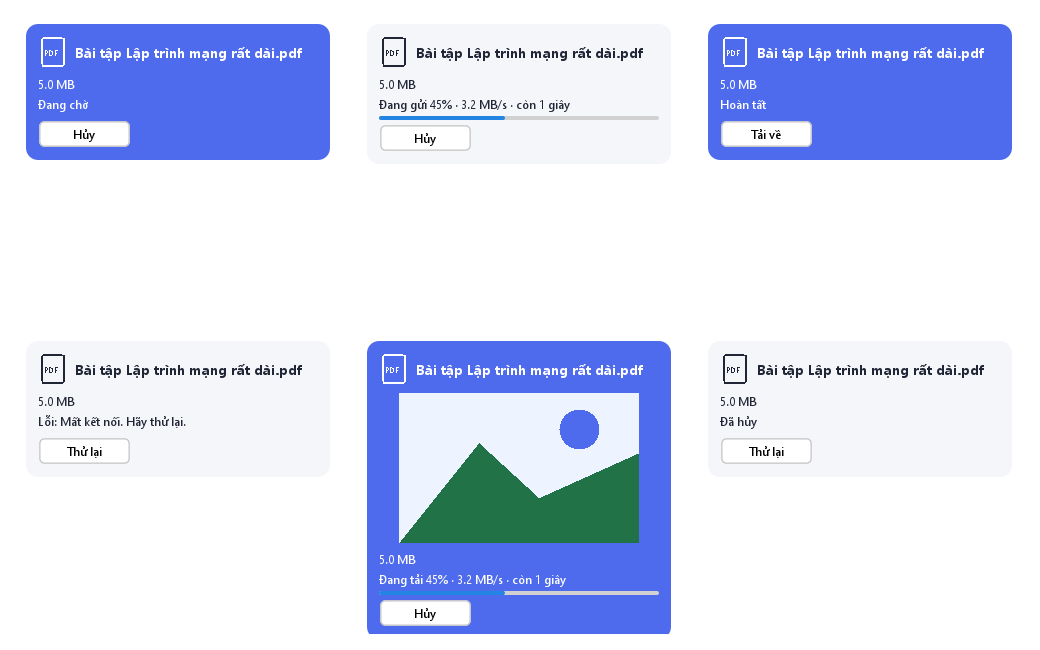 PDF Bài tập Lập trình mạng rất dài.pdf
5.0 MB
Đang chờ
Hủy
PDF Bài tập Lập trình mạng rất dài.pdf
5.0 MB
Đang gửi 45% · 3.2 MB/s · còn 1 giây
Hủy
PDF Bài tập Lập trình mạng rất dài.pdf
5.0 MB
Hoàn tất
Tải về
PDF Bài tập Lập trình mạng rất dài.pdf
5.0 MB
Lỗi: Mất kết nối. Hãy thử lại.
Thử lại
PDF Bài tập Lập trình mạng rất dài.pdf
5.0 MB
Đang tải 45% · 3.2 MB/s · còn 1 giây
Hủy
PDF Bài tập Lập trình mạng rất dài.pdf
5.0 MB
Đã hủy
Thử lại